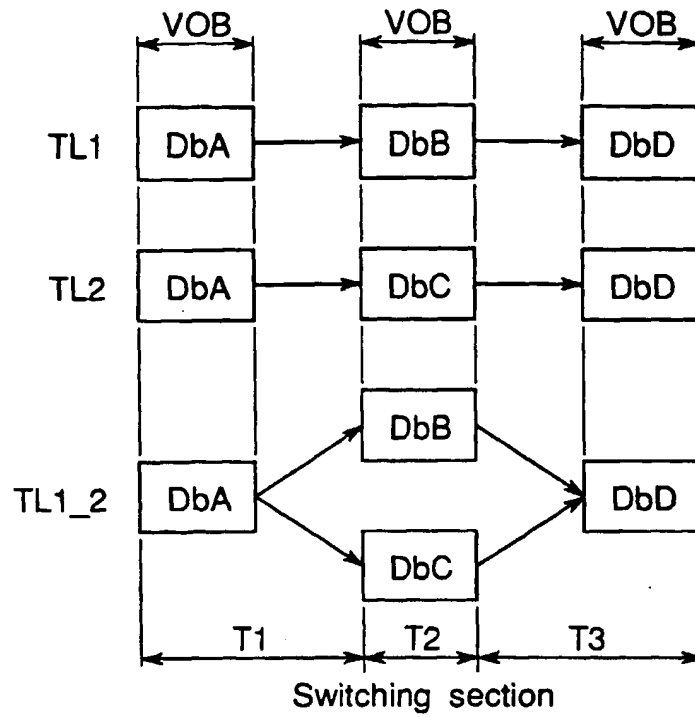 VOB VOB VOB
TL1 DbA DbB DbD
TL2 DbA DbC DbD
DbB
TL1_2 DbA DbD
DbC
T1 T2 T3
Switching section